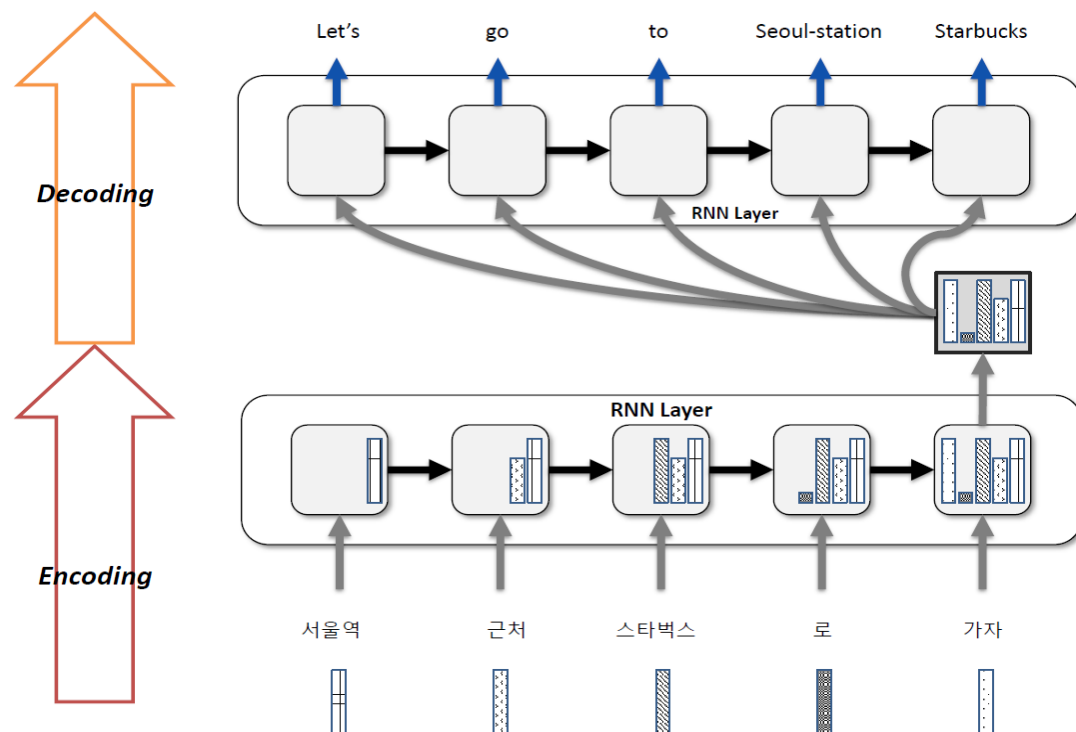 Let's go to Seoul-station Starbucks
Decoding
RNN Layer
RNN Layer
Encoding
서울역 근처 스타벅스 로 가자